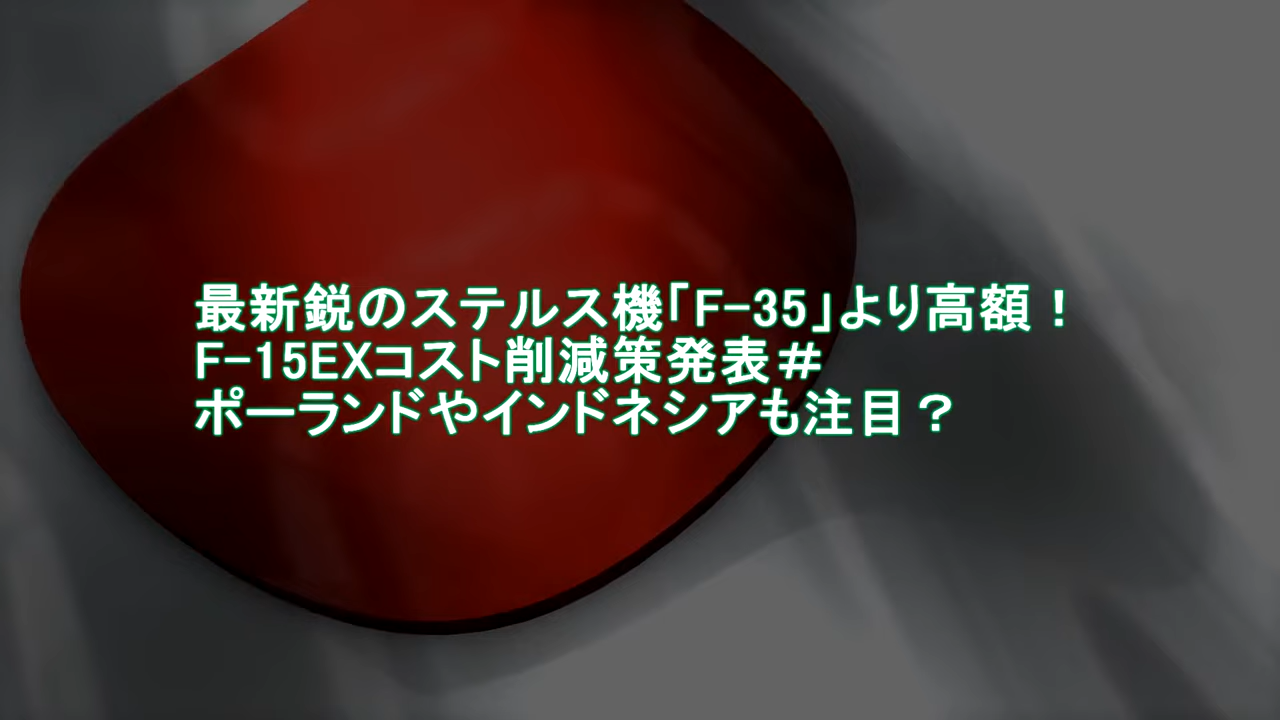 最新鋭のステルス機「F-35」より高額！
F-15EXコスト削減策発表＃
ポーランドやインドネシアも注目？